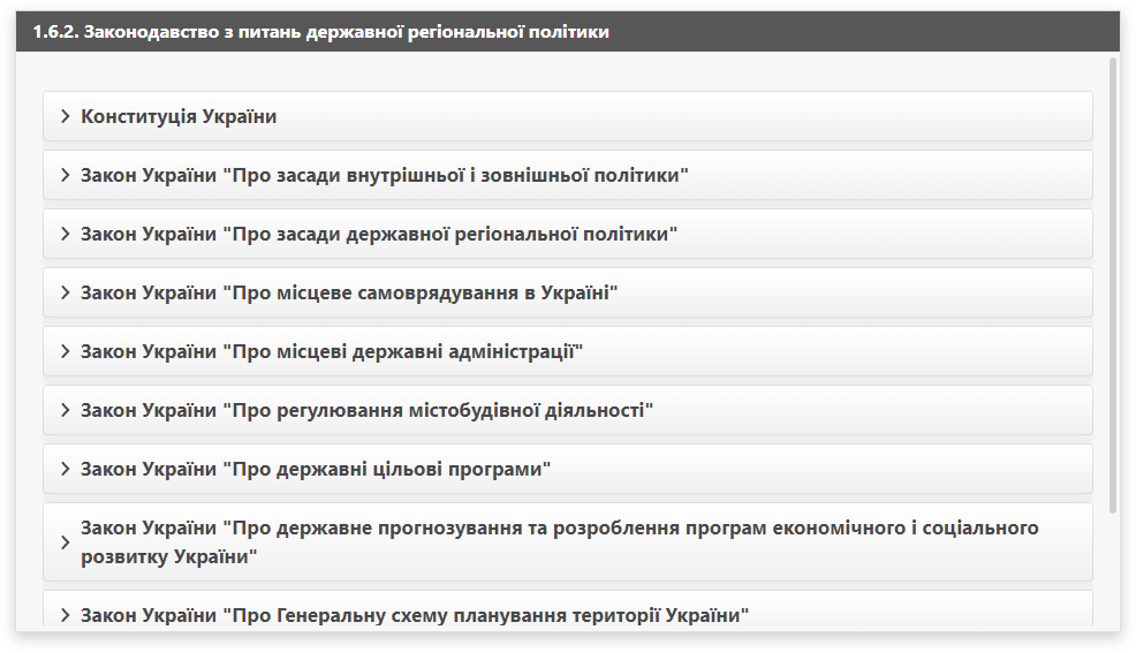 1.6.2. Законодавство з питань державної регіональної політики
Конституція України
Закон України "Про засади внутрішньої і зовнішньої політики"
Закон України "Про засади державної регіональної політики"
Закон України "Про місцеве самоврядування в Україні"
Закон України "Про місцеві державні адміністрації"
Закон України "Про регулювання містобудівної діяльності"
Закон України "Про державні цільові програми"
Закон України "Про державне прогнозування та розроблення програм економічного і соціального
розвитку України"
Закон України "Про Генеральну схему планування території України"